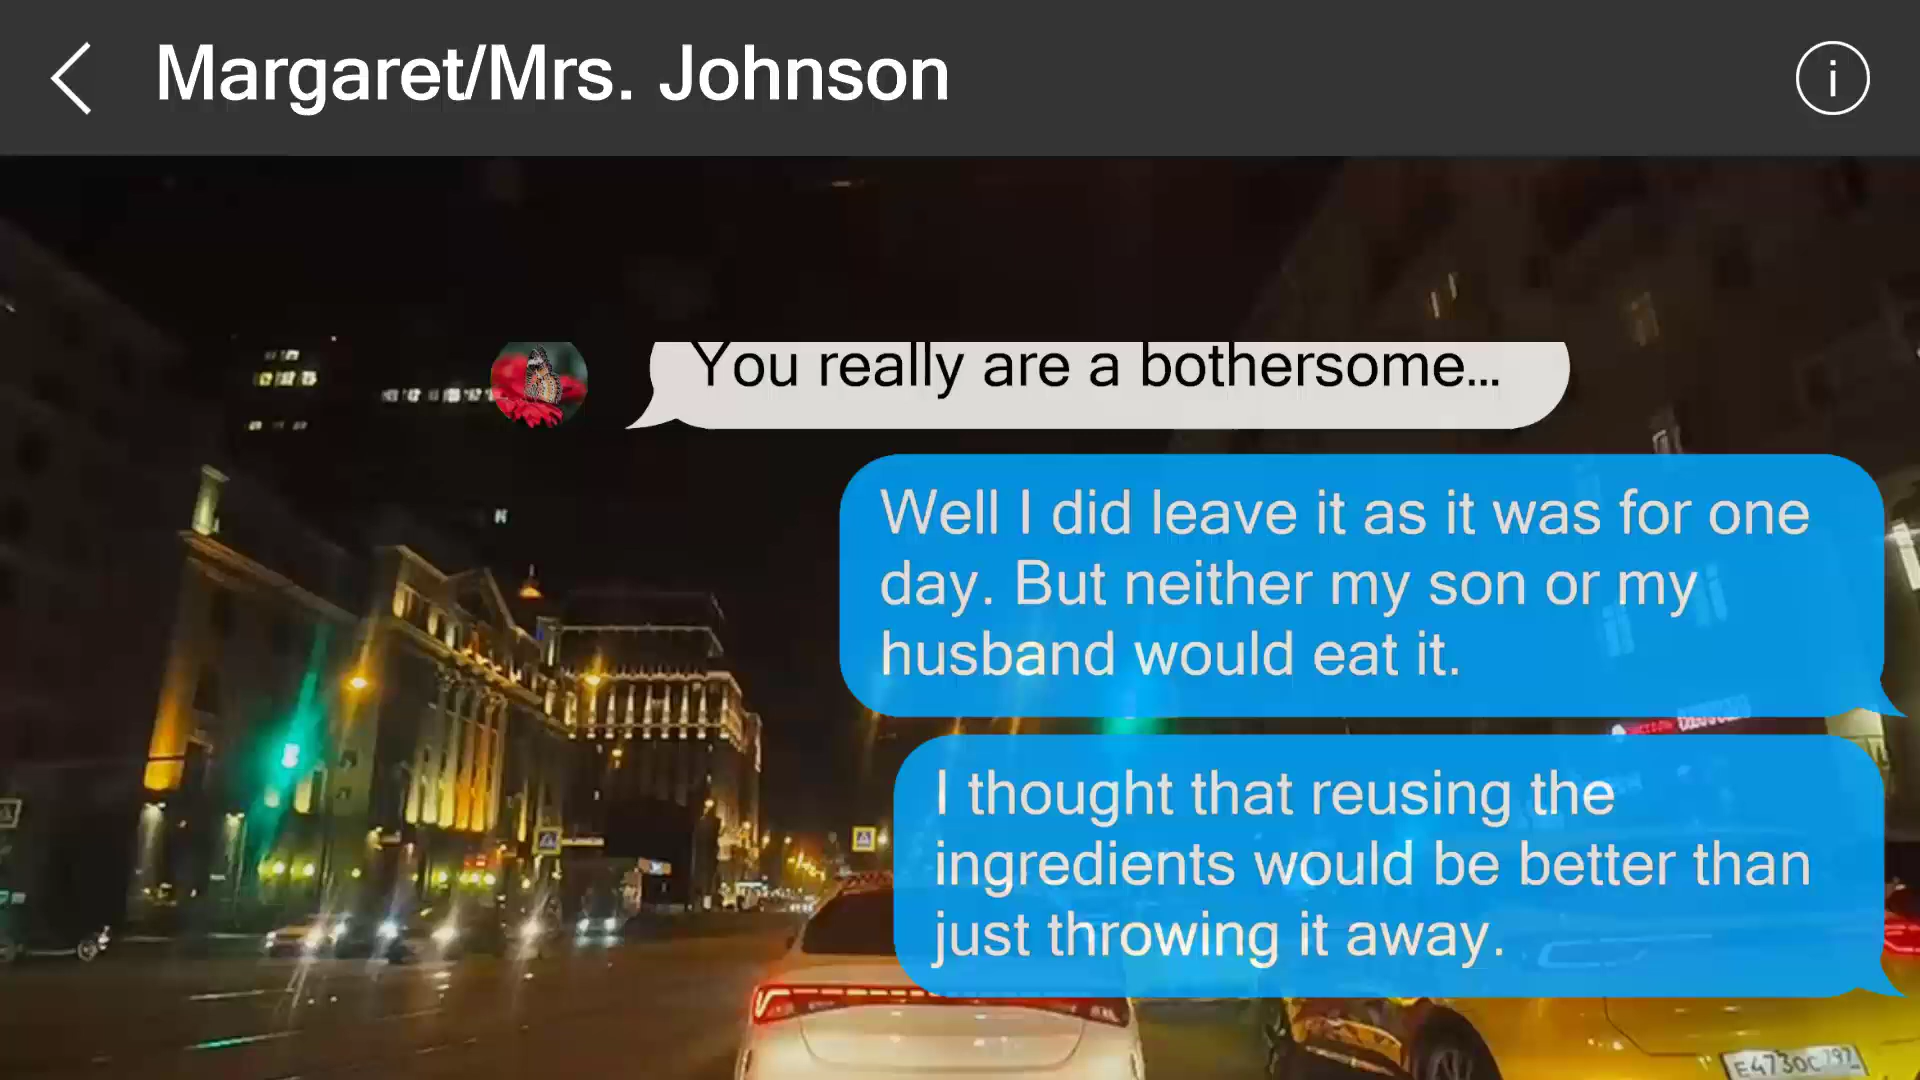 Margaret/Mrs. Johnson
You really are a bothersome...
Well I did leave it as it was for one
day. But neither my son or my
husband would eat it.
I thought that reusing the
ingredients would be better than
just throwing it away.
E473OC 797